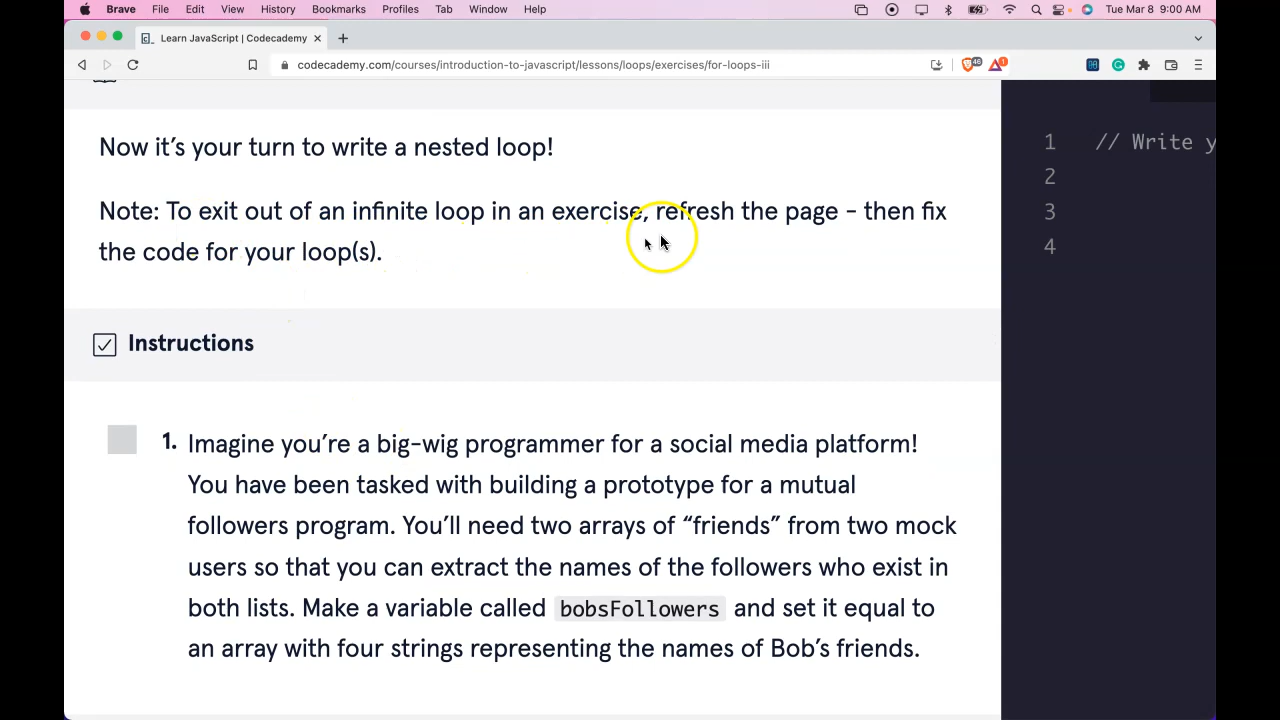 Brave File Edit View History Bookmarks Profiles Tab Window Help Tue Mar 8 9:00 AM
Learn JavaScript | Codecademy
codecademy.com/courses/introduction-to-javascript/lessons/loops/exercises/for-loops-iii
46
1
Now it’s your turn to write a nested loop!
Note: To exit out of an infinite loop in an exercise, refresh the page - then fix
the code for your loop(s).
Instructions
1. Imagine you’re a big-wig programmer for a social media platform!
You have been tasked with building a prototype for a mutual
followers program. You’ll need two arrays of “friends” from two mock
users so that you can extract the names of the followers who exist in
both lists. Make a variable called bobsFollowers and set it equal to
an array with four strings representing the names of Bob’s friends.
1 // Write y
2
3
4